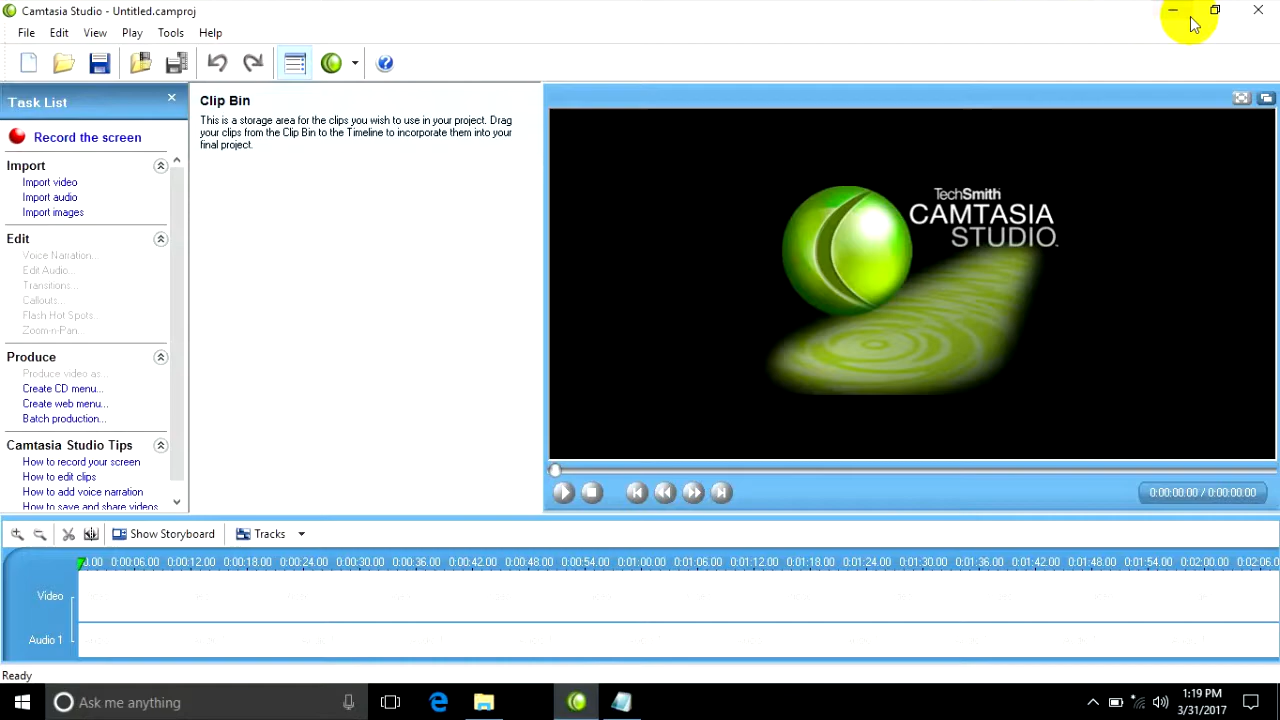 Camtasia Studio - Untitled.camproj
File Edit View Play Tools Help
Task List
Record the screen
Import
Import video
Import audio
Import images
Edit
Voice Narration...
Edit Audio...
Transitions...
Callouts...
Flash Hot Spots...
Zoom-n-Pan...
Produce
Produce video as...
Create CD menu...
Create web menu...
Batch production...
Camtasia Studio Tips
How to record your screen
How to edit clips
How to add voice narration
How to save and share videos
Clip Bin
This is a storage area for the clips you wish to use in your project. Drag
your clips from the Clip Bin to the Timeline to incorporate them into your
final project.
TechSmith
CAMTASIA
STUDIO
0:00:00.00 / 0:00:00.00
Show Storyboard Tracks
0:00:06.00 0:00:12.00 0:00:18.00 0:00:24.00 0:00:30.00 0:00:36.00 0:00:42.00 0:00:48.00 0:00:54.00 0:01:00.00 0:01:06.00 0:01:12.00 0:01:18.00 0:01:24.00 0:01:30.00 0:01:36.00 0:01:42.00 0:01:48.00 0:01:54.00 0:02:00.00 0:02:06.0
Video
Audio 1
Ready
Ask me anything
1:19 PM
3/31/2017